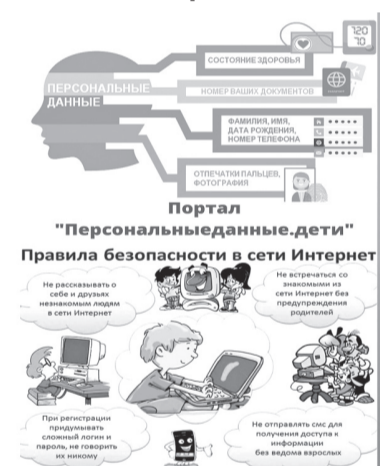 120
70
СОСТОЯНИЕ ЗДОРОВЬЯ
ПЕРСОНАЛЬНЫЕ
ДАННЫЕ
НОМЕР ВАШИХ ДОКУМЕНТОВ
ФАМИЛИЯ, ИМЯ,
ДАТА РОЖДЕНИЯ,
НОМЕР ТЕЛЕФОНА
ОТПЕЧАТКИ ПАЛЬЦЕВ,
ФОТОГРАФИЯ
Портал
"Персональныеданные.дети"
Правила безопасности в сети Интернет
Не рассказывать о
себе и друзьях
незнакомым людям
в сети Интернет
Не встречаться со
знакомыми из
сети Интернет без
предупреждения
родителей
При регистрации
придумывать
сложный логин и
пароль, не говорить
их никому
Не отправлять смс для
получения доступа к
информации
без ведома взрослых